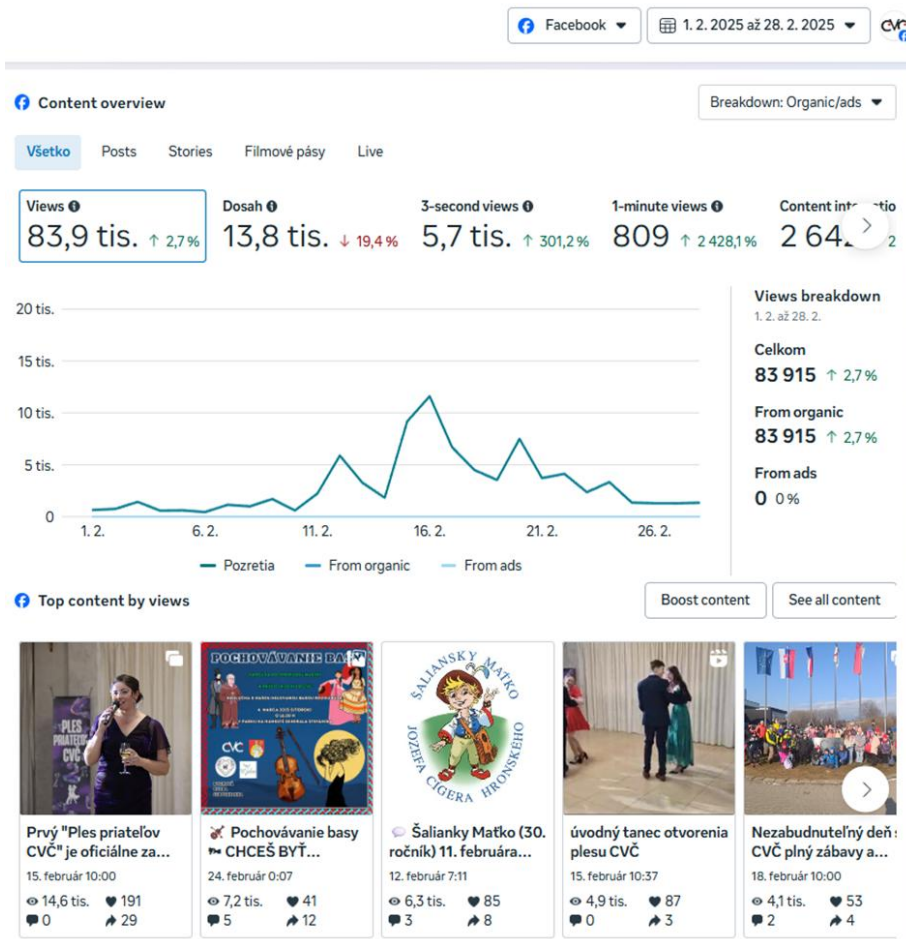 Facebook
1. 2. 2025 až 28. 2. 2025
Content overview
Breakdown: Organic/ads
Všetko Posts Stories Filmové pásy Live
Views Dosah 3-second views 1-minute views Content
83,9 tis. ↑ 2,7% 13,8 tis. ↓ 19,4% 5,7 tis. ↑ 301,2% 809 ↑ 2 428,1%
20 tis.
15 tis.
10 tis.
5 tis.
0
1. 2. 6. 2. 11. 2. 16. 2. 21. 2. 26. 2.
Pozretia From organic From ads
Views breakdown
1. 2. až 28. 2.
Celkom
83 915 ↑ 2,7%
From organic
83 915 ↑ 2,7%
From ads
0 0%
Top content by views
Boost content See all content
PLES
PRIATEĽOV
CVČ
POCHOVÁVANIE
CVČ
ŠALIANSKY MAŤKO
JOZEFA CÍGERA HRONSKÉHO
Prvý "Ples priateľov
CVČ" je oficiálne za...
15. február 10:00
14,6 tis. 191
0 29
Pochovávanie basy
CHCEŠ BYŤ...
24. február 0:07
7,2 tis. 41
5 12
Šalianky Maťko (30.
ročník) 11. februára...
12. február 7:11
6,3 tis. 85
3 8
úvodný tanec otvorenia
plesu CVČ
15. február 10:37
4,9 tis. 87
0 3
Nezabudnuteľný deň
CVČ plný zábavy a...
18. február 10:00
4,1 tis. 53
2 4